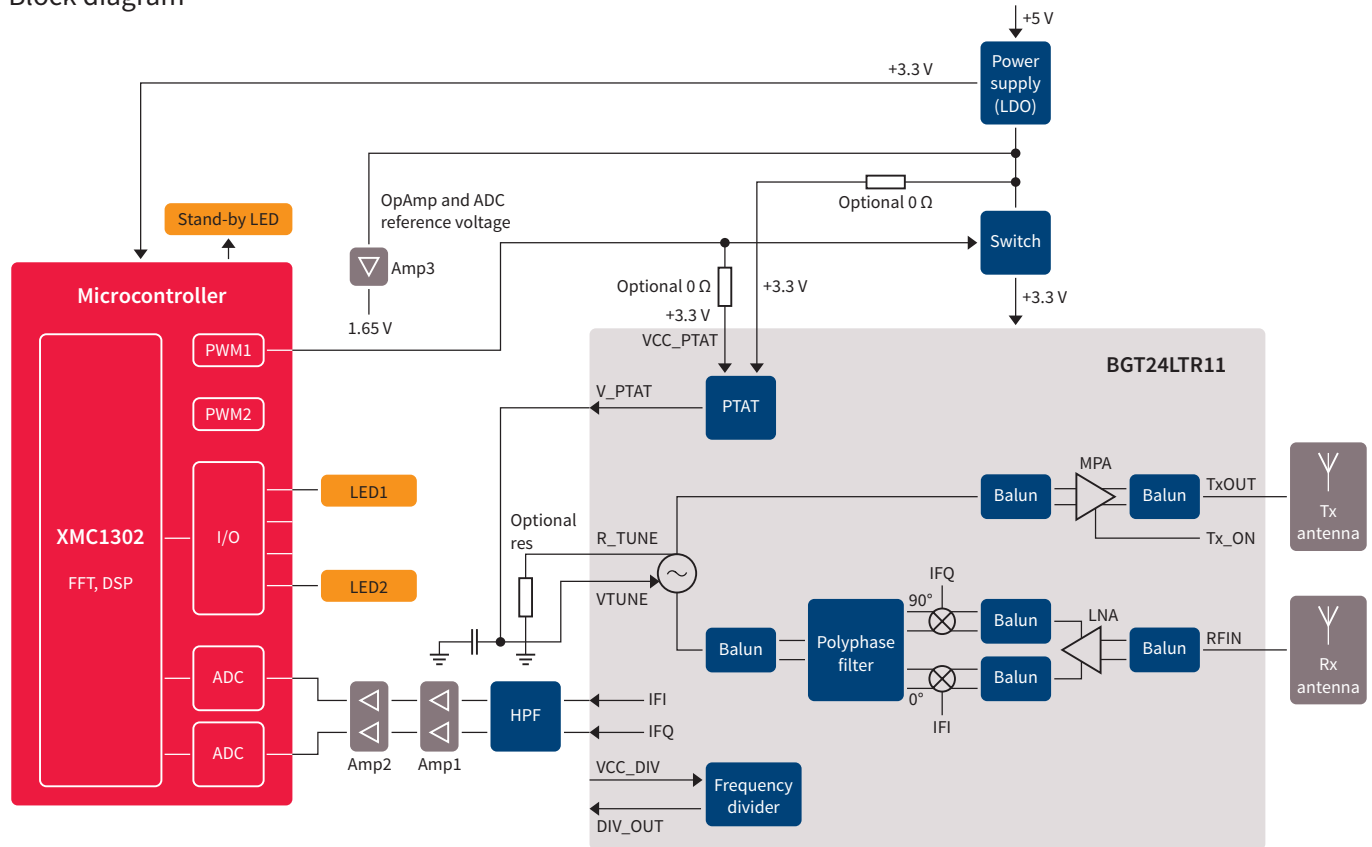 Block diagram
+5 V
Power
supply
(LDO)
+3.3 V
OpAmp and ADC
reference voltage
Optional 0 Ω
Stand-by LED
Switch
Amp3
Optional 0 Ω
+3.3 V
+3.3 V
+3.3 V
1.65 V
VCC_PTAT
Microcontroller
PWM1
PWM2
XMC1302
FFT, DSP
I/O
LED1
LED2
ADC
ADC
BGT24LTR11
V_PTAT
PTAT
MPA
Balun
Balun
TxOUT
Tx_ON
Tx
antenna
Optional
res
R_TUNE
VTUNE
IFQ
90°
LNA
Balun
Polyphase
filter
Balun
Balun
Balun
RFIN
Rx
antenna
0°
IFI
HPF
IFI
IFQ
Amp2
Amp1
VCC_DIV
Frequency
divider
DIV_OUT